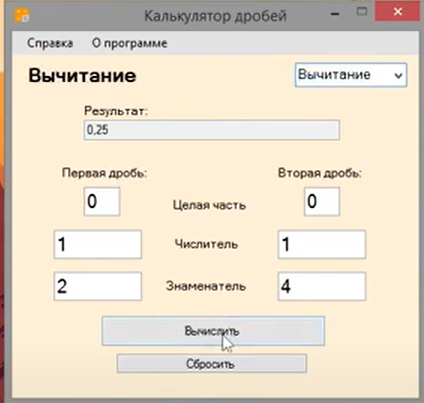 Калькулятор дробей
Справка О программе
Вычитание Вычитание
Результат:
0,25
Первая дробь: Вторая дробь:
0 Целая часть 0
1 Числитель 1
2 Знаменатель 4
Вычислить
Сбросить